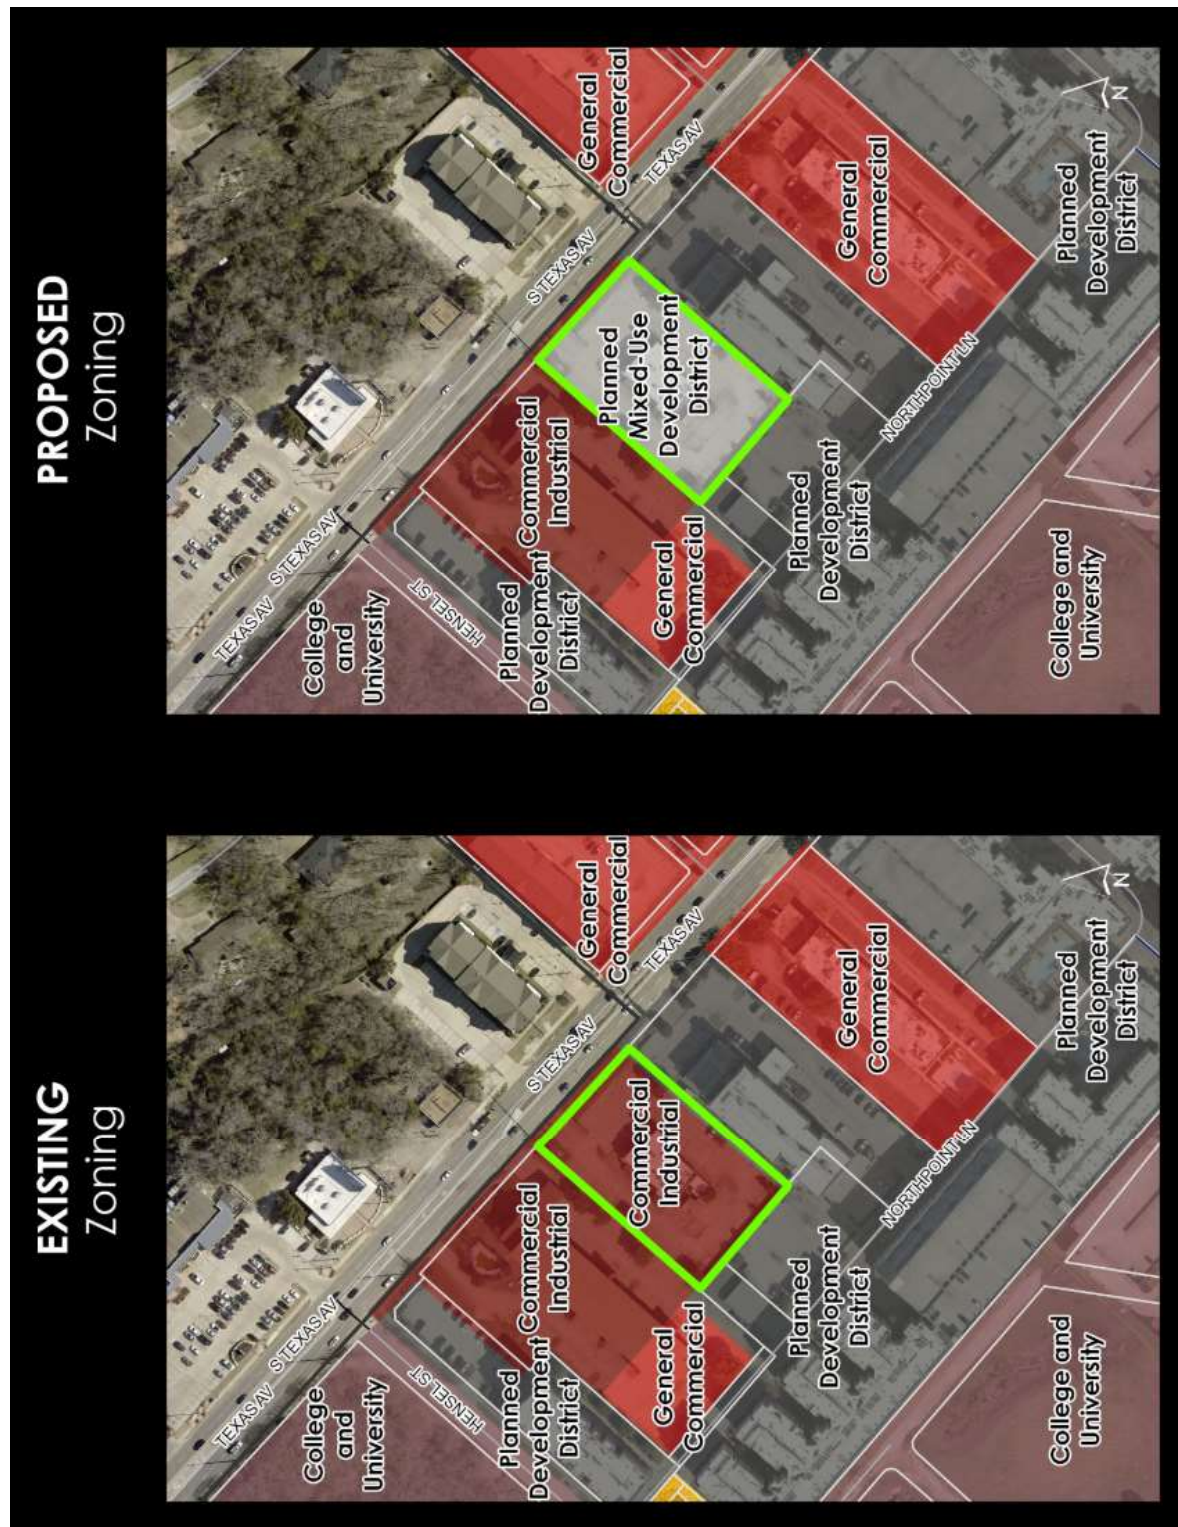 EXISTING
Zoning
TEXAS AV
S TEXAS AV
College
and
University
HENSEL ST
Planned
Development
District
Commercial
Industrial
General
Commercial
Commercial
Industrial
S TEXAS AV
TEXAS AV
General
Commercial
General
Commercial
Planned
Development
District
NORTHPOINT LN
Planned
Development
District
College and
University
N
PROPOSED
Zoning
TEXAS AV
S TEXAS AV
College
and
University
HENSEL ST
Planned
Development
District
Commercial
Industrial
General
Commercial
Planned
Mixed-Use
Development
District
S TEXAS AV
TEXAS AV
General
Commercial
General
Commercial
Planned
Development
District
NORTHPOINT LN
Planned
Development
District
College and
University
N